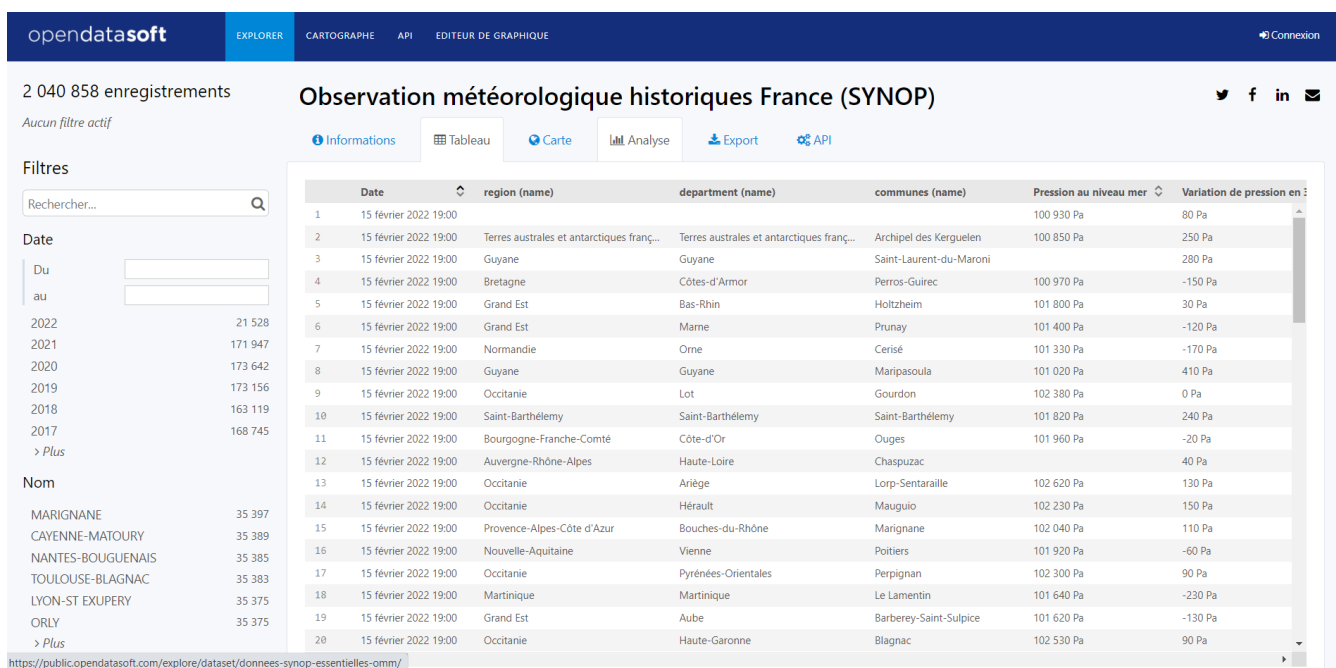 opendatasoft EXPLORER CARTOGRAPHE API EDITEUR DE GRAPHIQUE Connexion
2 040 858 enregistrements
Aucun filtre actif
Filtres
Rechercher...
Date
Du
au
2022 21 528
2021 171 947
2020 173 642
2019 173 156
2018 163 119
2017 168 745
> Plus
Nom
MARIGNANE 35 397
CAYENNE-MATOURY 35 389
NANTES-BOUGUENAIS 35 385
TOULOUSE-BLAGNAC 35 383
LYON-ST EXUPERY 35 375
ORLY 35 375
> Plus
Observation météorologique historiques France (SYNOP)
Informations Tableau Carte Analyse Export API
Date region (name) department (name) communes (name) Pression au niveau mer Variation de pression en 3
1 15 février 2022 19:00 100 930 Pa 80 Pa
2 15 février 2022 19:00 Terres australes et antarctiques franç... Terres australes et antarctiques franç... Archipel des Kerguelen 100 850 Pa 250 Pa
3 15 février 2022 19:00 Guyane Guyane Saint-Laurent-du-Maroni 280 Pa
4 15 février 2022 19:00 Bretagne Côtes-d'Armor Perros-Guirec 100 970 Pa -150 Pa
5 15 février 2022 19:00 Grand Est Bas-Rhin Holtzheim 101 800 Pa 30 Pa
6 15 février 2022 19:00 Grand Est Marne Prunay 101 400 Pa -120 Pa
7 15 février 2022 19:00 Normandie Orne Cerisé 101 330 Pa -170 Pa
8 15 février 2022 19:00 Guyane Guyane Maripasoula 101 020 Pa 410 Pa
9 15 février 2022 19:00 Occitanie Lot Gourdon 102 380 Pa 0 Pa
10 15 février 2022 19:00 Saint-Barthélemy Saint-Barthélemy Saint-Barthélemy 101 820 Pa 240 Pa
11 15 février 2022 19:00 Bourgogne-Franche-Comté Côte-d'Or Ouges 101 960 Pa -20 Pa
12 15 février 2022 19:00 Auvergne-Rhône-Alpes Haute-Loire Chaspuzac 40 Pa
13 15 février 2022 19:00 Occitanie Ariège Lorp-Sentaraille 102 620 Pa 130 Pa
14 15 février 2022 19:00 Occitanie Hérault Mauguio 102 230 Pa 150 Pa
15 15 février 2022 19:00 Provence-Alpes-Côte d'Azur Bouches-du-Rhône Marignane 102 040 Pa 110 Pa
16 15 février 2022 19:00 Nouvelle-Aquitaine Vienne Poitiers 101 920 Pa -60 Pa
17 15 février 2022 19:00 Occitanie Pyrénées-Orientales Perpignan 102 300 Pa 90 Pa
18 15 février 2022 19:00 Martinique Martinique Le Lamentin 101 640 Pa -230 Pa
19 15 février 2022 19:00 Grand Est Aube Barberey-Saint-Sulpice 101 620 Pa -130 Pa
20 15 février 2022 19:00 Occitanie Haute-Garonne Blagnac 102 530 Pa 90 Pa
https://public.opendatasoft.com/explore/dataset/donnees-synop-essentielles-omm/